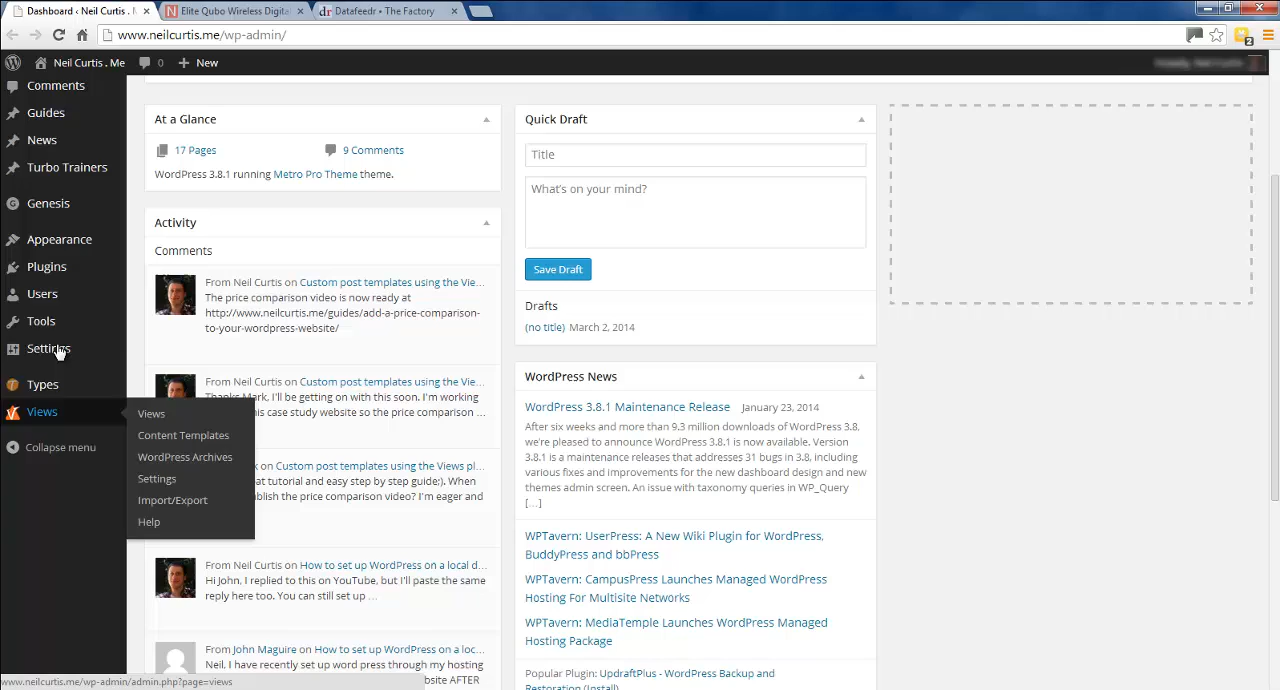 Dashboard ‹ Neil Curtis . M
Elite Qubo Wireless Digital
Datafeedr • The Factory
www.neilcurtis.me/wp-admin/
2
Neil Curtis . Me
0
New
Howdy, Neil Curtis
Comments
Guides
News
Turbo Trainers
Genesis
Appearance
Plugins
Users
Tools
Settings
Types
Views
Collapse menu
Views
Content Templates
WordPress Archives
Settings
Import/Export
Help
At a Glance
17 Pages
9 Comments
WordPress 3.8.1 running Metro Pro Theme theme.
Activity
Comments
From Neil Curtis on Custom post templates using the Vie...
The price comparison video is now ready at
http://www.neilcurtis.me/guides/add-a-price-comparison-
to-your-wordpress-website/
From Neil Curtis on Custom post templates using the Vie...
Thanks Mark, I'll be getting on with this soon. I'm
this case study website so the price comparison ...
on Custom post templates using the Views pl...
at tutorial and easy step by step guide:). When
blish the price comparison video? I'm eager and
From Neil Curtis on How to set up WordPress on a local d...
Hi John, I replied to this on YouTube, but I'll paste the same
reply here too. You can still set up ...
From John Maguire on How to set up WordPress on a loc...
Neil, I have recently set up word press through my hosting
bsite AFTER
Quick Draft
Title
What's on your mind?
Save Draft
Drafts
(no title) March 2, 2014
WordPress News
WordPress 3.8.1 Maintenance Release January 23, 2014
After six weeks and more than 9.3 million downloads of WordPress 3.8,
we're pleased to announce WordPress 3.8.1 is now available. Version
3.8.1 is a maintenance releases that addresses 31 bugs in 3.8, including
various fixes and improvements for the new dashboard design and new
themes admin screen. An issue with taxonomy queries in WP_Query
[...]
WPTavern: UserPress: A New Wiki Plugin for WordPress,
BuddyPress and bbPress
WPTavern: CampusPress Launches Managed WordPress
Hosting For Multisite Networks
WPTavern: MediaTemple Launches WordPress Managed
Hosting Package
Popular Plugin: UpdraftPlus - WordPress Backup and
Restoration (Install)
www.neilcurtis.me/wp-admin/admin.php?page=views